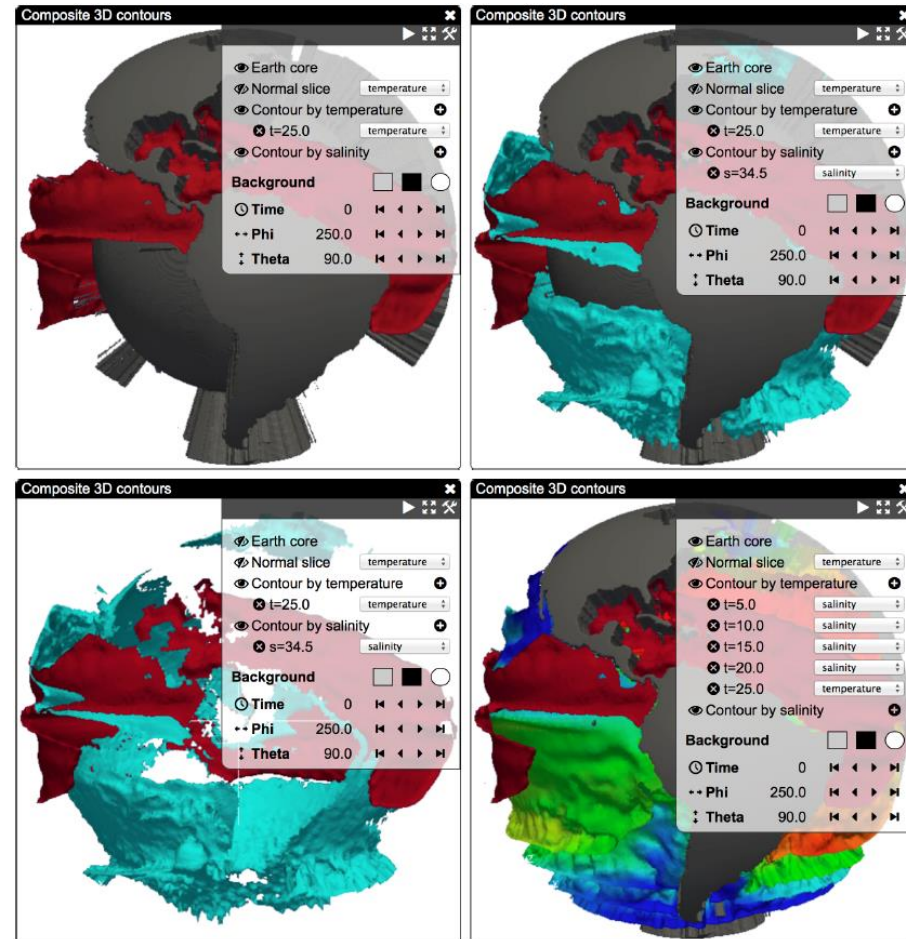 Composite 3D contours
Earth core
Normal slice temperature
Contour by temperature
t=25.0 temperature
Contour by salinity
Background
Time 0
Phi 250.0
Theta 90.0
Composite 3D contours
Earth core
Normal slice temperature
Contour by temperature
t=25.0 temperature
Contour by salinity
s=34.5 salinity
Background
Time 0
Phi 250.0
Theta 90.0
Composite 3D contours
Earth core
Normal slice temperature
Contour by temperature
t=25.0 temperature
Contour by salinity
s=34.5 salinity
Background
Time 0
Phi 250.0
Theta 90.0
Composite 3D contours
Earth core
Normal slice temperature
Contour by temperature
t=5.0 salinity
t=10.0 salinity
t=15.0 salinity
t=20.0 salinity
t=25.0 temperature
Contour by salinity
Background
Time 0
Phi 250.0
Theta 90.0